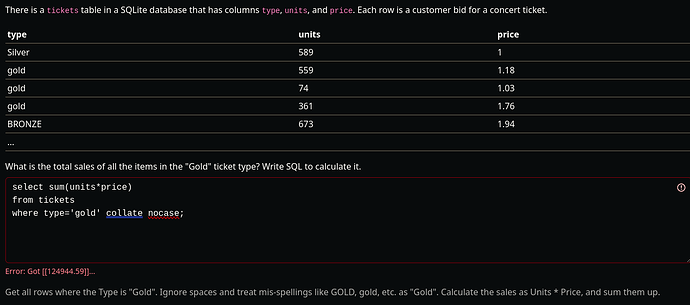 There is a tickets table in a SQLite database that has columns type, units, and price. Each row is a customer bid for a concert ticket.
type units price
Silver 589 1
gold 559 1.18
gold 74 1.03
gold 361 1.76
BRONZE 673 1.94
...
What is the total sales of all the items in the "Gold" ticket type? Write SQL to calculate it.
select sum(units*price)
from tickets
where type='gold' collate nocase;
Error: Got [[124944.59]]...
Get all rows where the Type is "Gold". Ignore spaces and treat mis-spellings like GOLD, gold, etc. as "Gold". Calculate the sales as Units * Price, and sum them up.